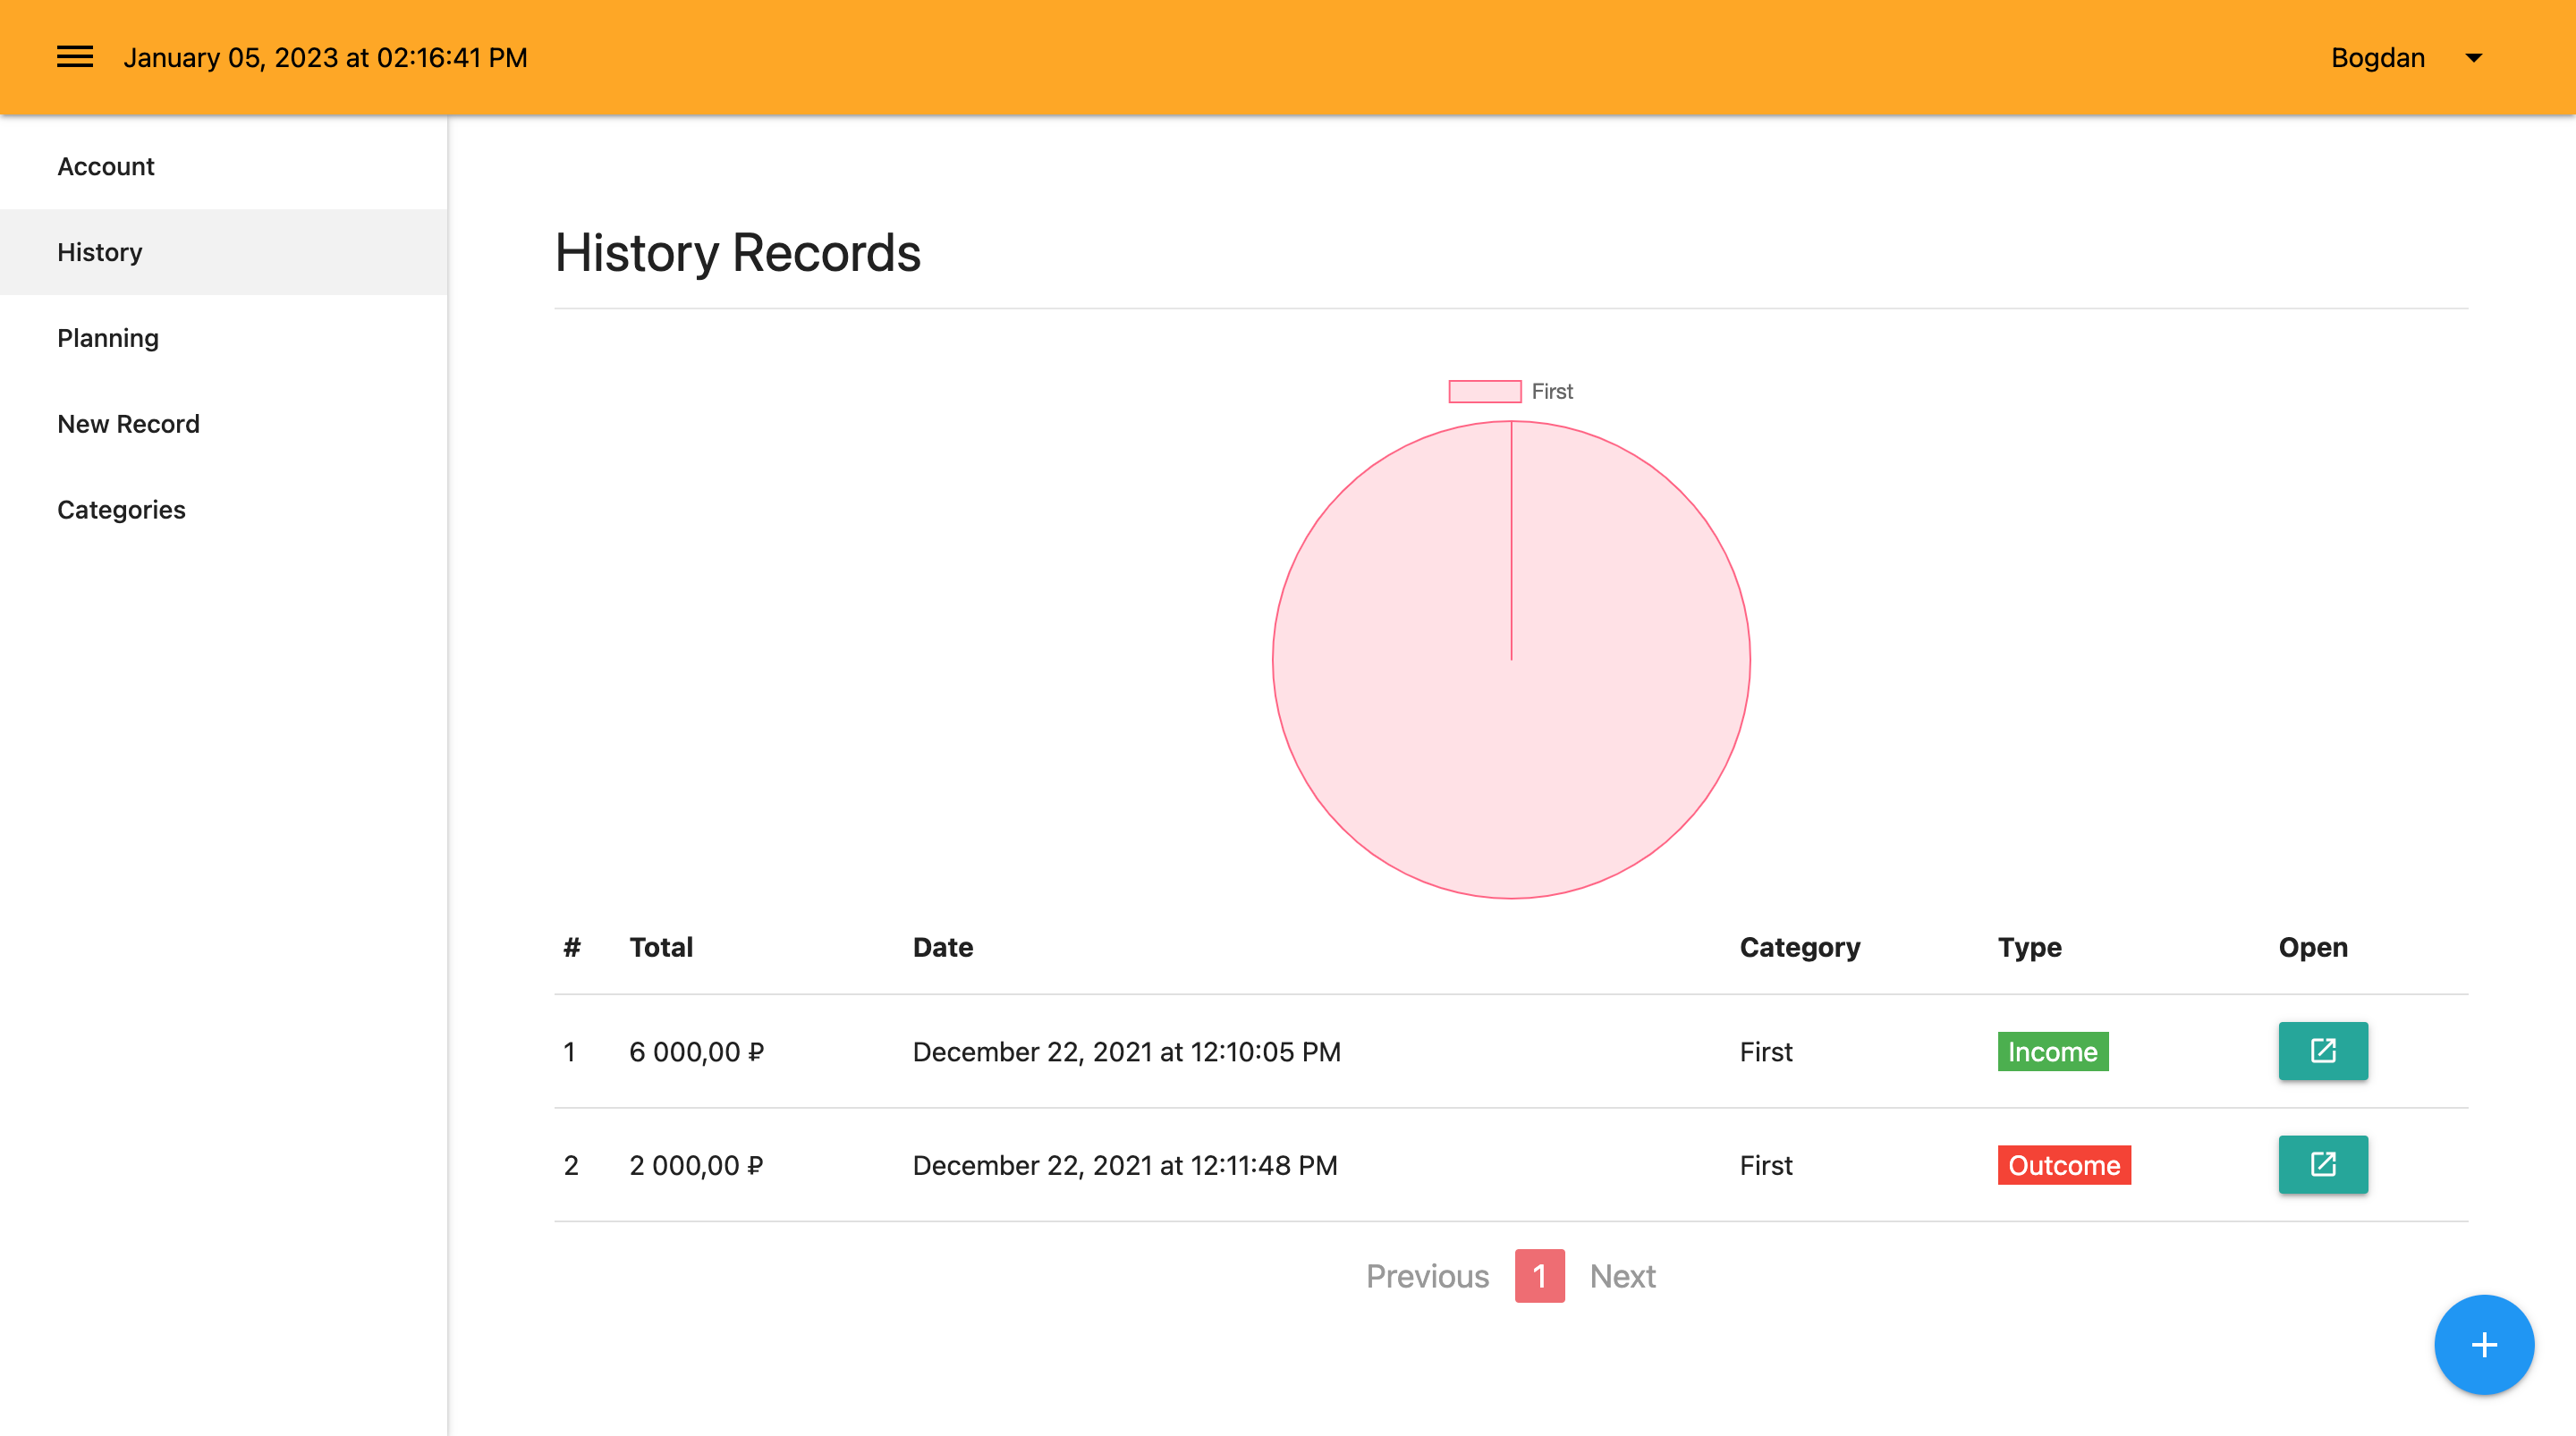 January 05, 2023 at 02:16:41 PM
Bogdan
Account
History
Planning
New Record
Categories
History Records
First
# Total Date Category Type Open
1 6 000,00 ₽ December 22, 2021 at 12:10:05 PM First Income
2 2 000,00 ₽ December 22, 2021 at 12:11:48 PM First Outcome
Previous 1 Next